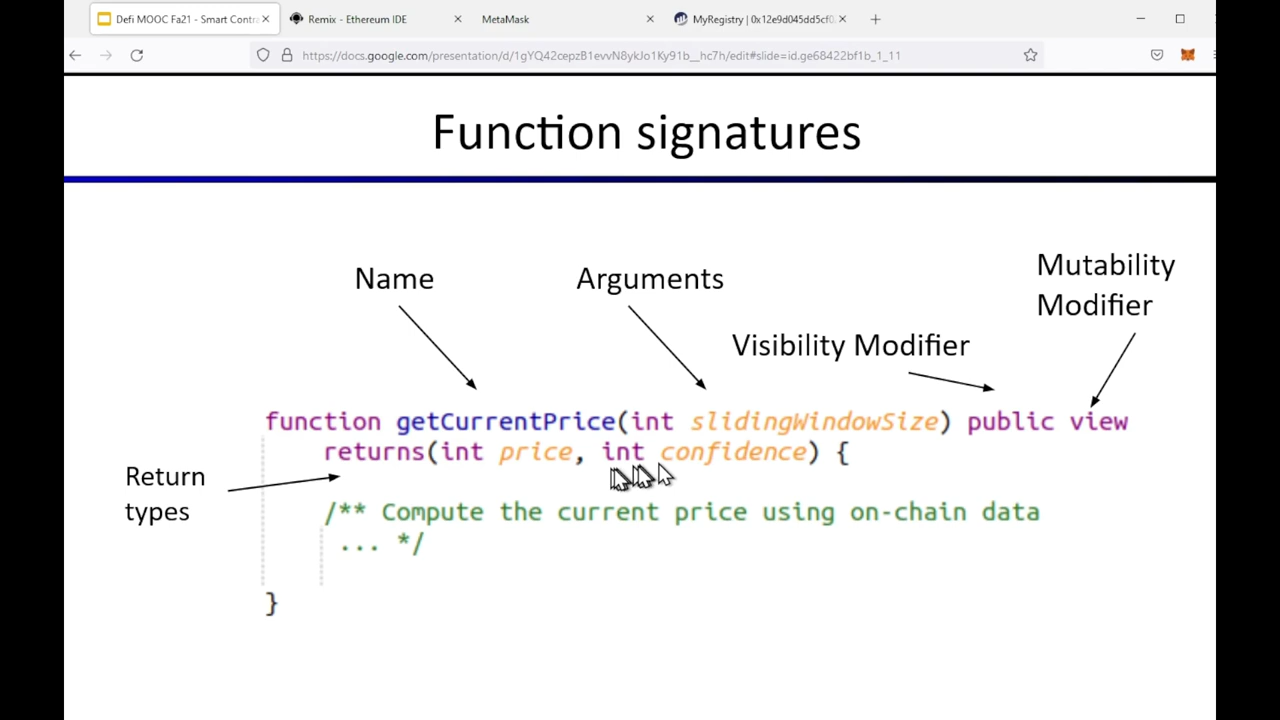 Defi MOOC Fa21 - Smart Contra
Remix - Ethereum IDE
MetaMask
MyRegistry | 0x12e9d045dd5cf0
https://docs.google.com/presentation/d/1gYQ42cepzB1evvN8ykJo1Ky91b__hc7h/edit#slide=id.ge68422bf1b_1_11
Function signatures
Name
Arguments
Mutability
Modifier
Visibility Modifier
function getCurrentPrice(int slidingWindowSize) public view
returns(int price, int confidence) {
Return
types
/** Compute the current price using on-chain data
... */
}